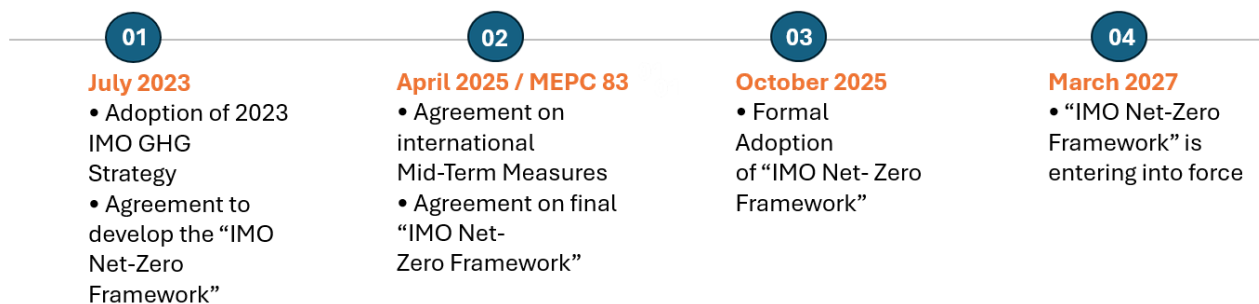 01
July 2023
• Adoption of 2023
IMO GHG
Strategy
• Agreement to
develop the “IMO
Net-Zero
Framework”
02
April 2025 / MEPC 83
• Agreement on
international
Mid-Term Measures
• Agreement on final
“IMO Net-
Zero Framework”
03
October 2025
• Formal
Adoption
of “IMO Net- Zero
Framework”
04
March 2027
• “IMO Net-Zero
Framework” is
entering into force